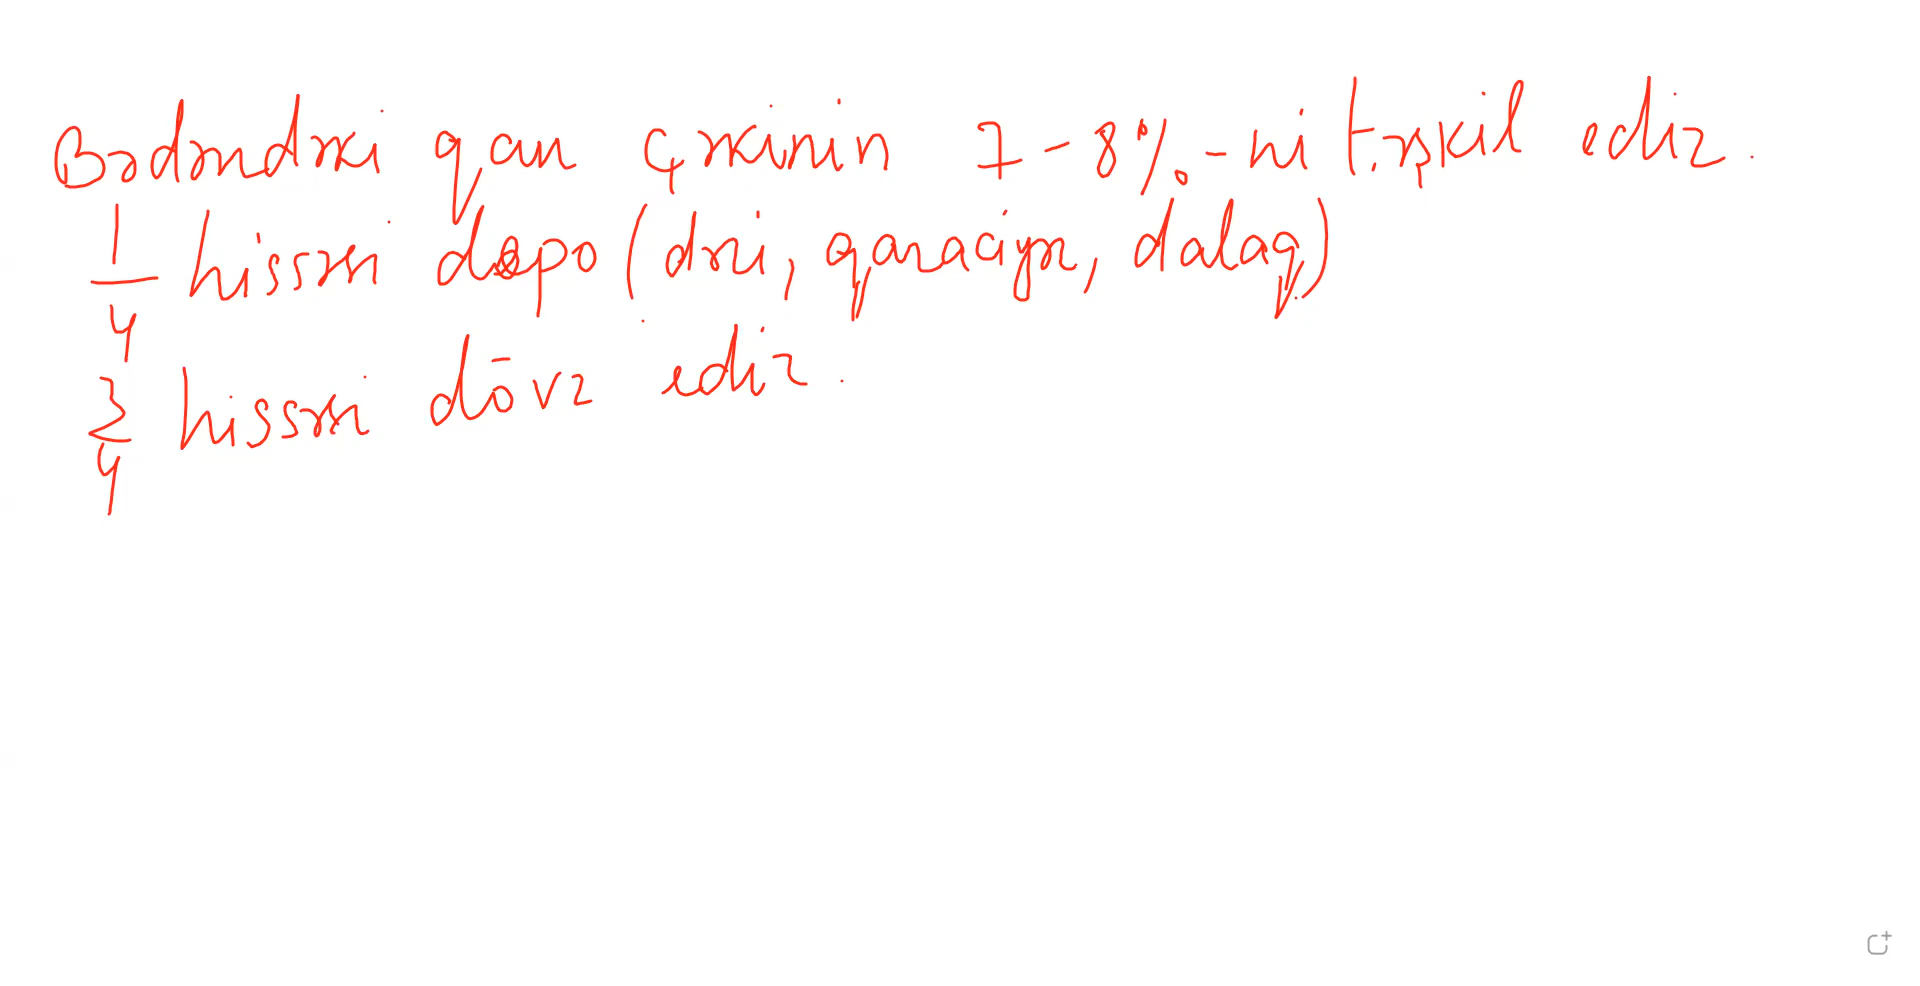 Bədəndəki qan çəkinin 7-8%-ni təşkil edir.
1/4 hissəsi depo (dəri, qaraciyər, dalaq)
3/4 hissəsi dövr edir.